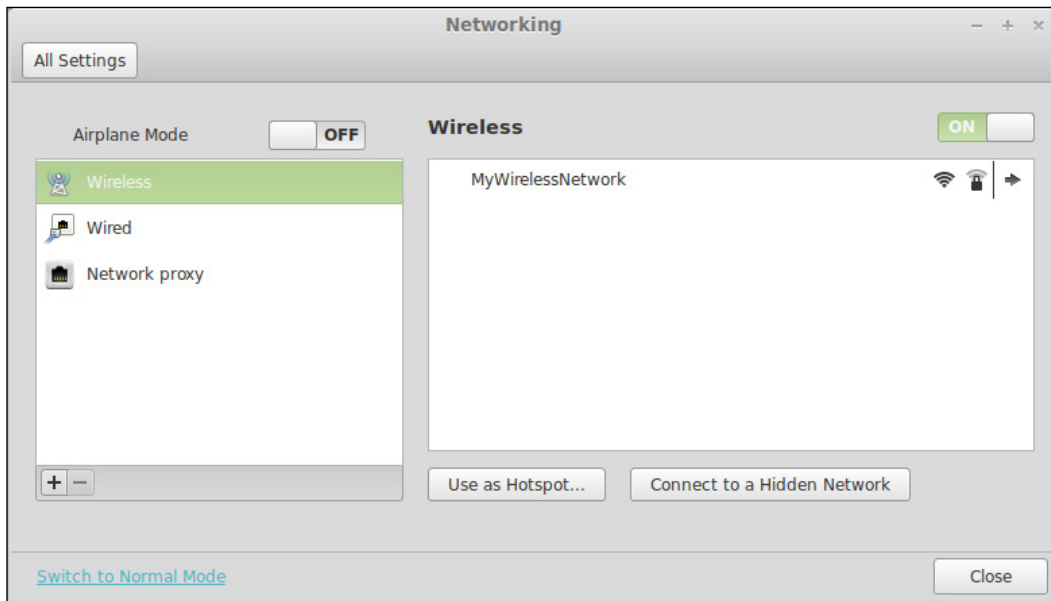 Networking
All Settings
Airplane Mode OFF
Wireless
Wired
Network proxy
Wireless ON
MyWirelessNetwork
Use as Hotspot... Connect to a Hidden Network
Switch to Normal Mode Close